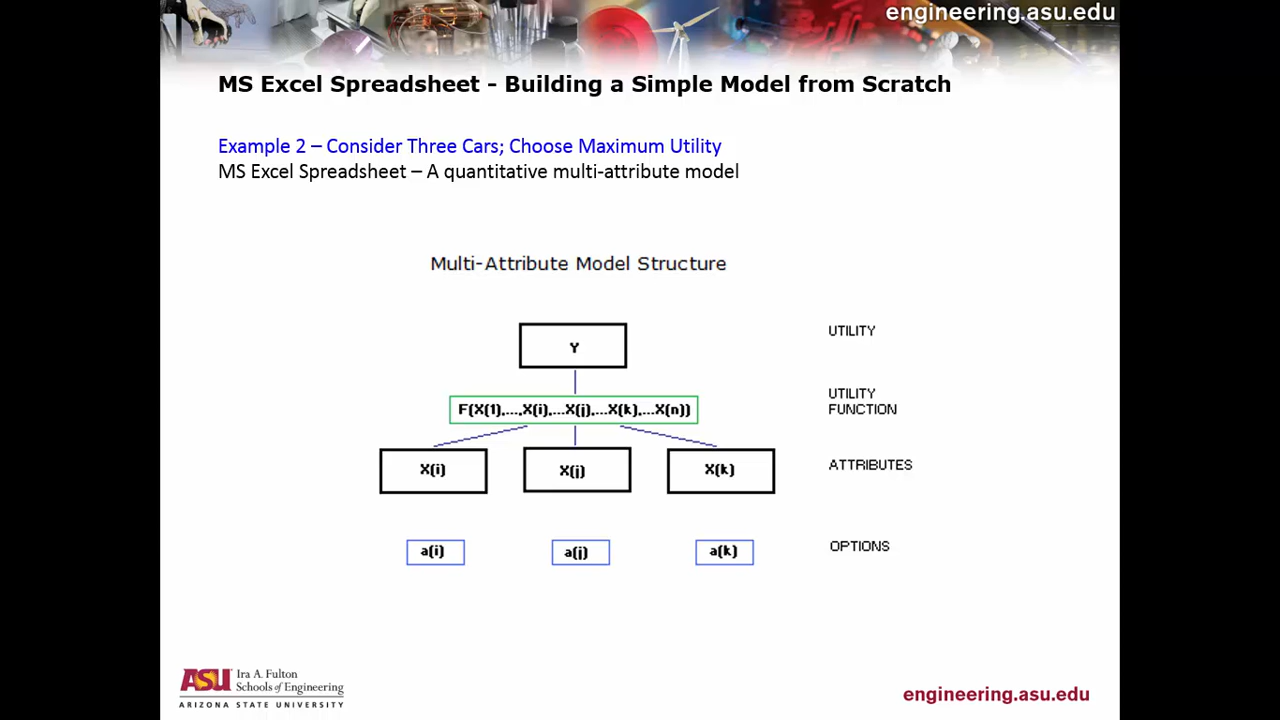 engineering.asu.edu
MS Excel Spreadsheet - Building a Simple Model from Scratch
Example 2 – Consider Three Cars; Choose Maximum Utility
MS Excel Spreadsheet – A quantitative multi-attribute model
Multi-Attribute Model Structure
Y
UTILITY
F(X(1),...,X(i),...X(j),...X(k),...X(n))
UTILITY
FUNCTION
X(i)
X(j)
X(k)
ATTRIBUTES
a(i)
a(j)
a(k)
OPTIONS
ASU
Ira A. Fulton
Schools of Engineering
ARIZONA STATE UNIVERSITY
engineering.asu.edu